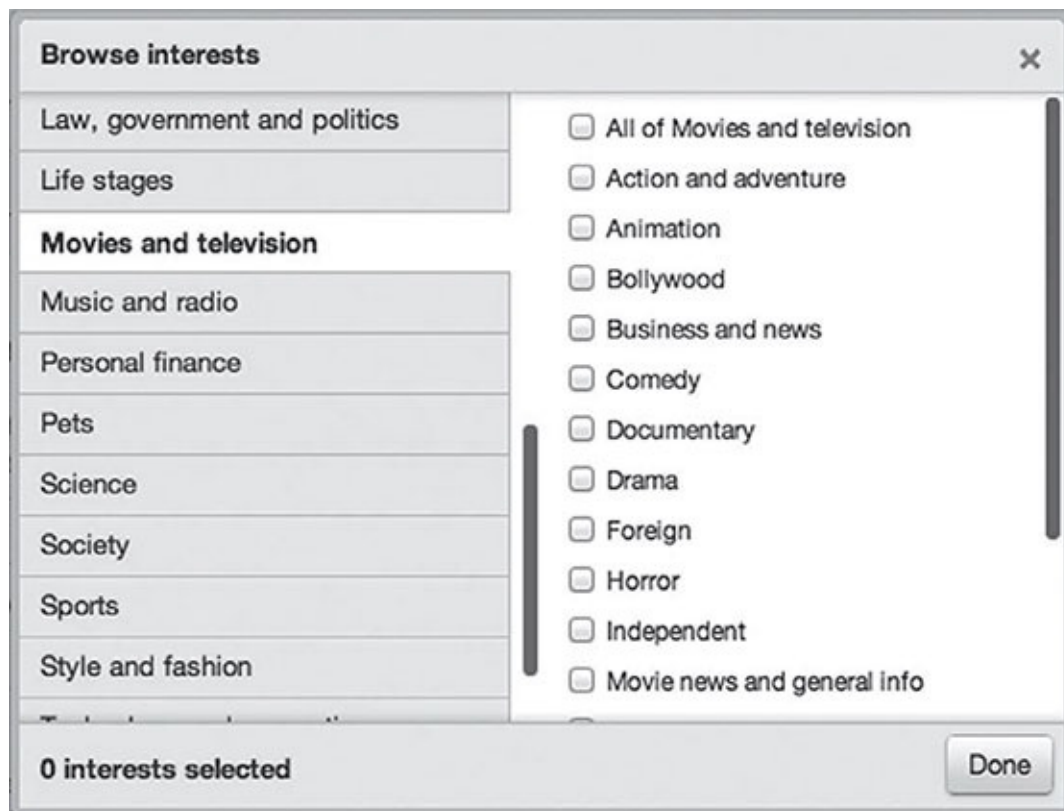 Browse interests
×
Law, government and politics
Life stages
Movies and television
Music and radio
Personal finance
Pets
Science
Society
Sports
Style and fashion
All of Movies and television
Action and adventure
Animation
Bollywood
Business and news
Comedy
Documentary
Drama
Foreign
Horror
Independent
Movie news and general info
0 interests selected
Done